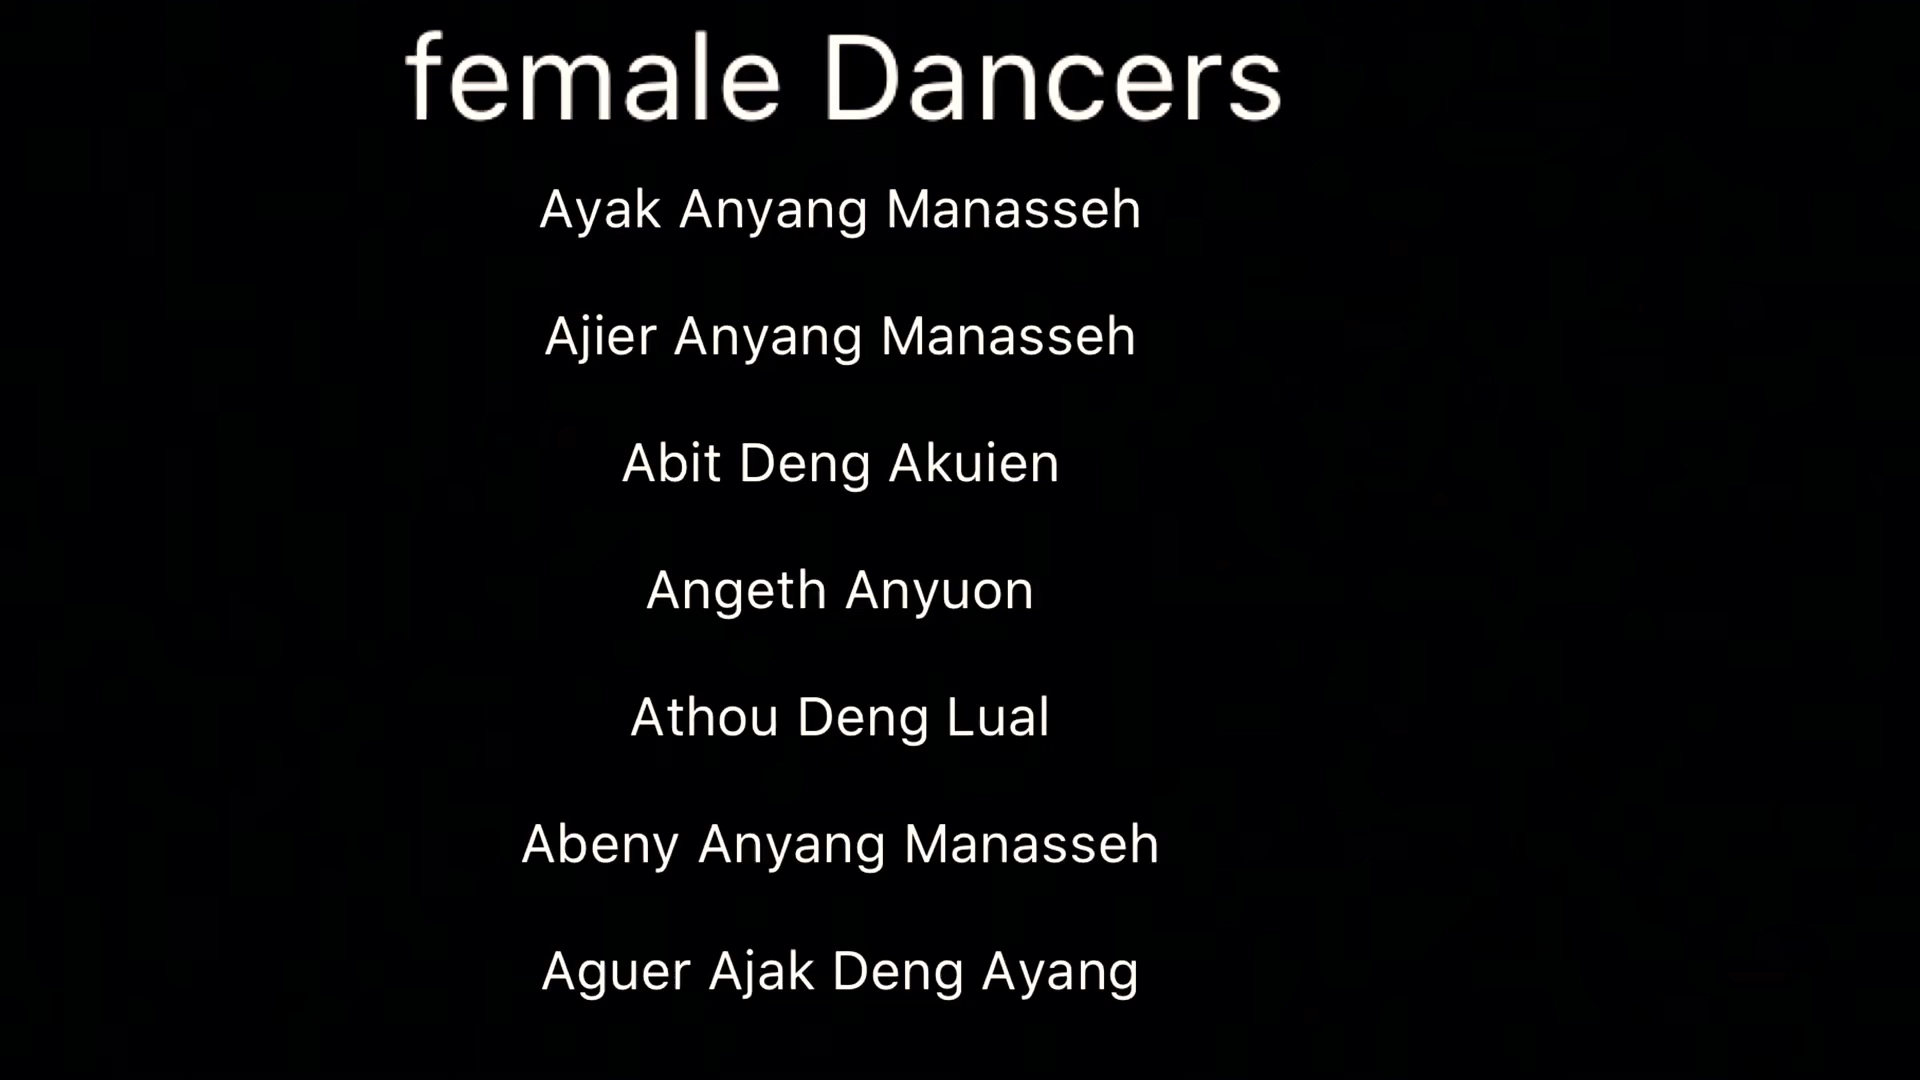 female Dancers
Ayak Anyang Manasseh
Ajier Anyang Manasseh
Abit Deng Akuien
Angeth Anyuon
Athou Deng Lual
Abeny Anyang Manasseh
Aguer Ajak Deng Ayang